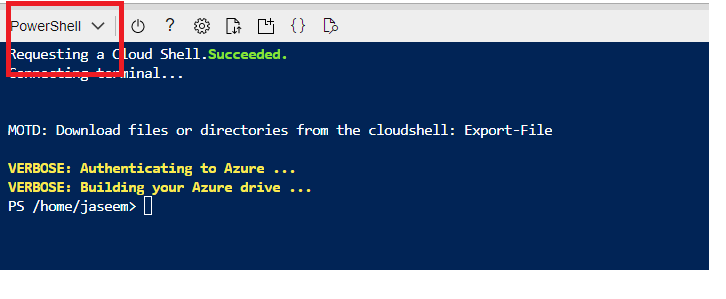 PowerShell
Requesting a Cloud Shell.Succeeded.
Connecting terminal...
MOTD: Download files or directories from the cloudshell: Export-File
VERBOSE: Authenticating to Azure ...
VERBOSE: Building your Azure drive ...
PS /home/jaseem>